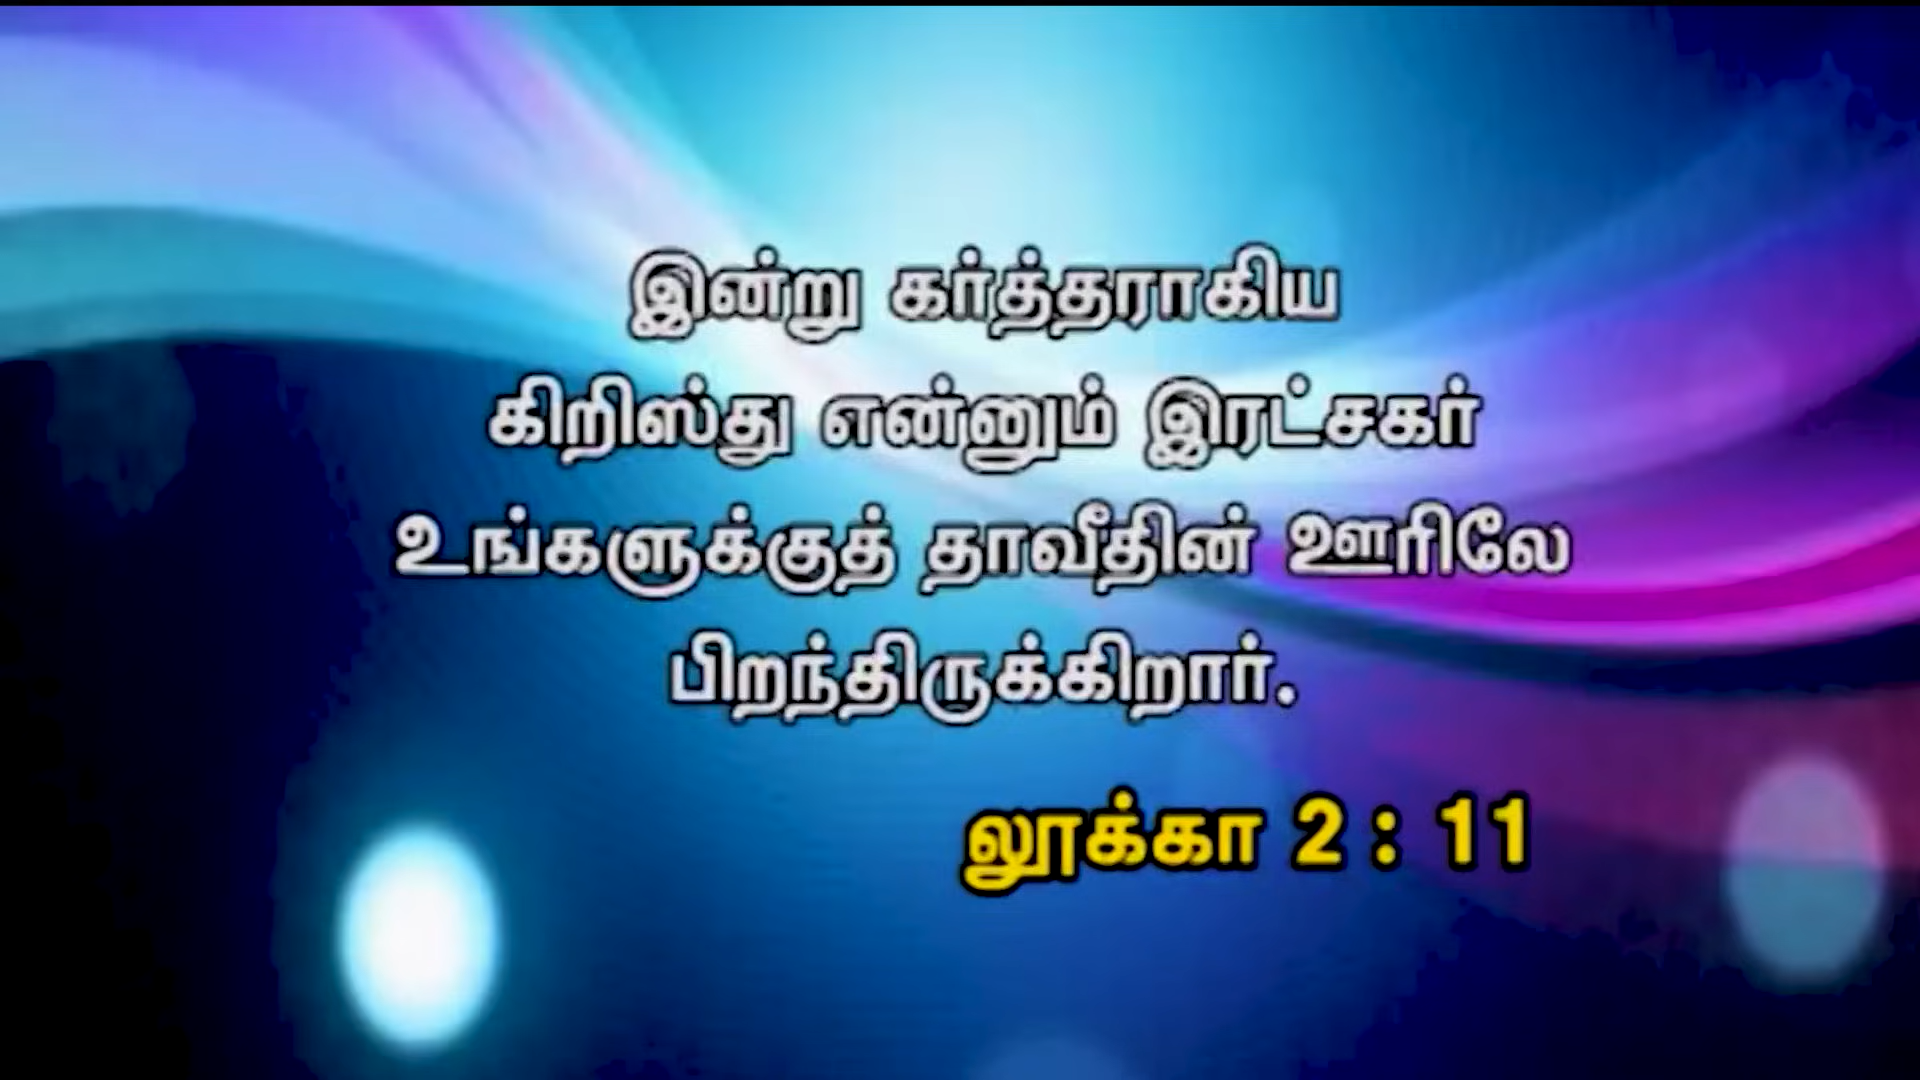 இன்று கர்த்தராகிய
கிறிஸ்து என்னும் இரட்சகர்
உங்களுக்குத் தாவீதின் ஊரிலே
பிறந்திருக்கிறார்.
லூக்கா 2 : 11